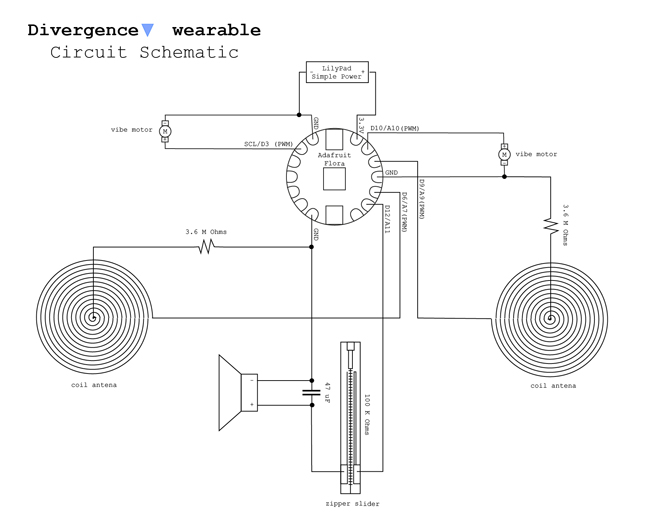 Divergence wearable
Circuit Schematic
LilyPad
- Simple Power +
GND
3.3V
D10/A10(PWM)
vibe motor
M
SCL/D3 (PWM)
Adafruit
Flora
M
vibe motor
GND
D9/A9(PWM)
D6/A7(PWM)
D12/A11
GND
3.6 M Ohms
3.6 M Ohms
coil antena
coil antena
-
+
47 uF
100 K Ohms
zipper slider